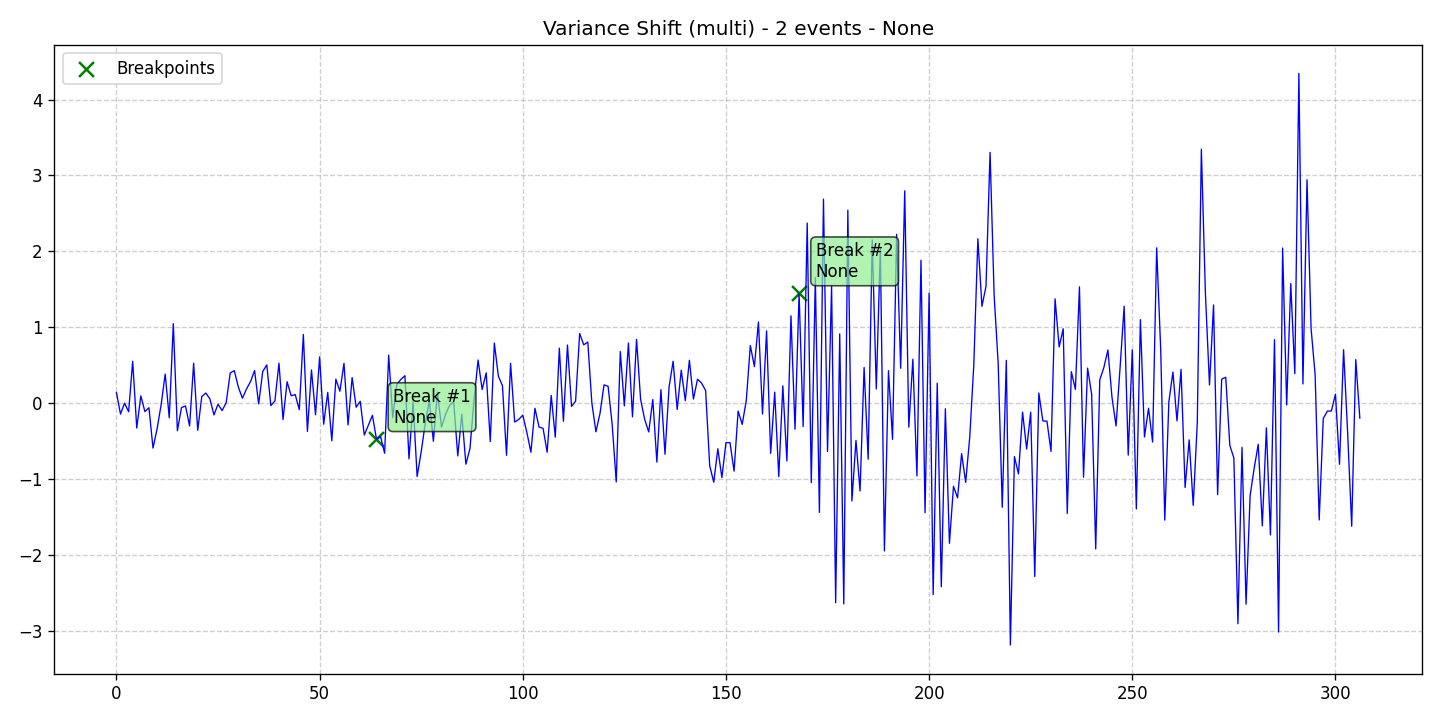 Variance Shift (multi) - 2 events - None
Breakpoints
4
3
2
1
0
−1
−2
−3
Break #1
None
Break #2
None
0
50
100
150
200
250
300